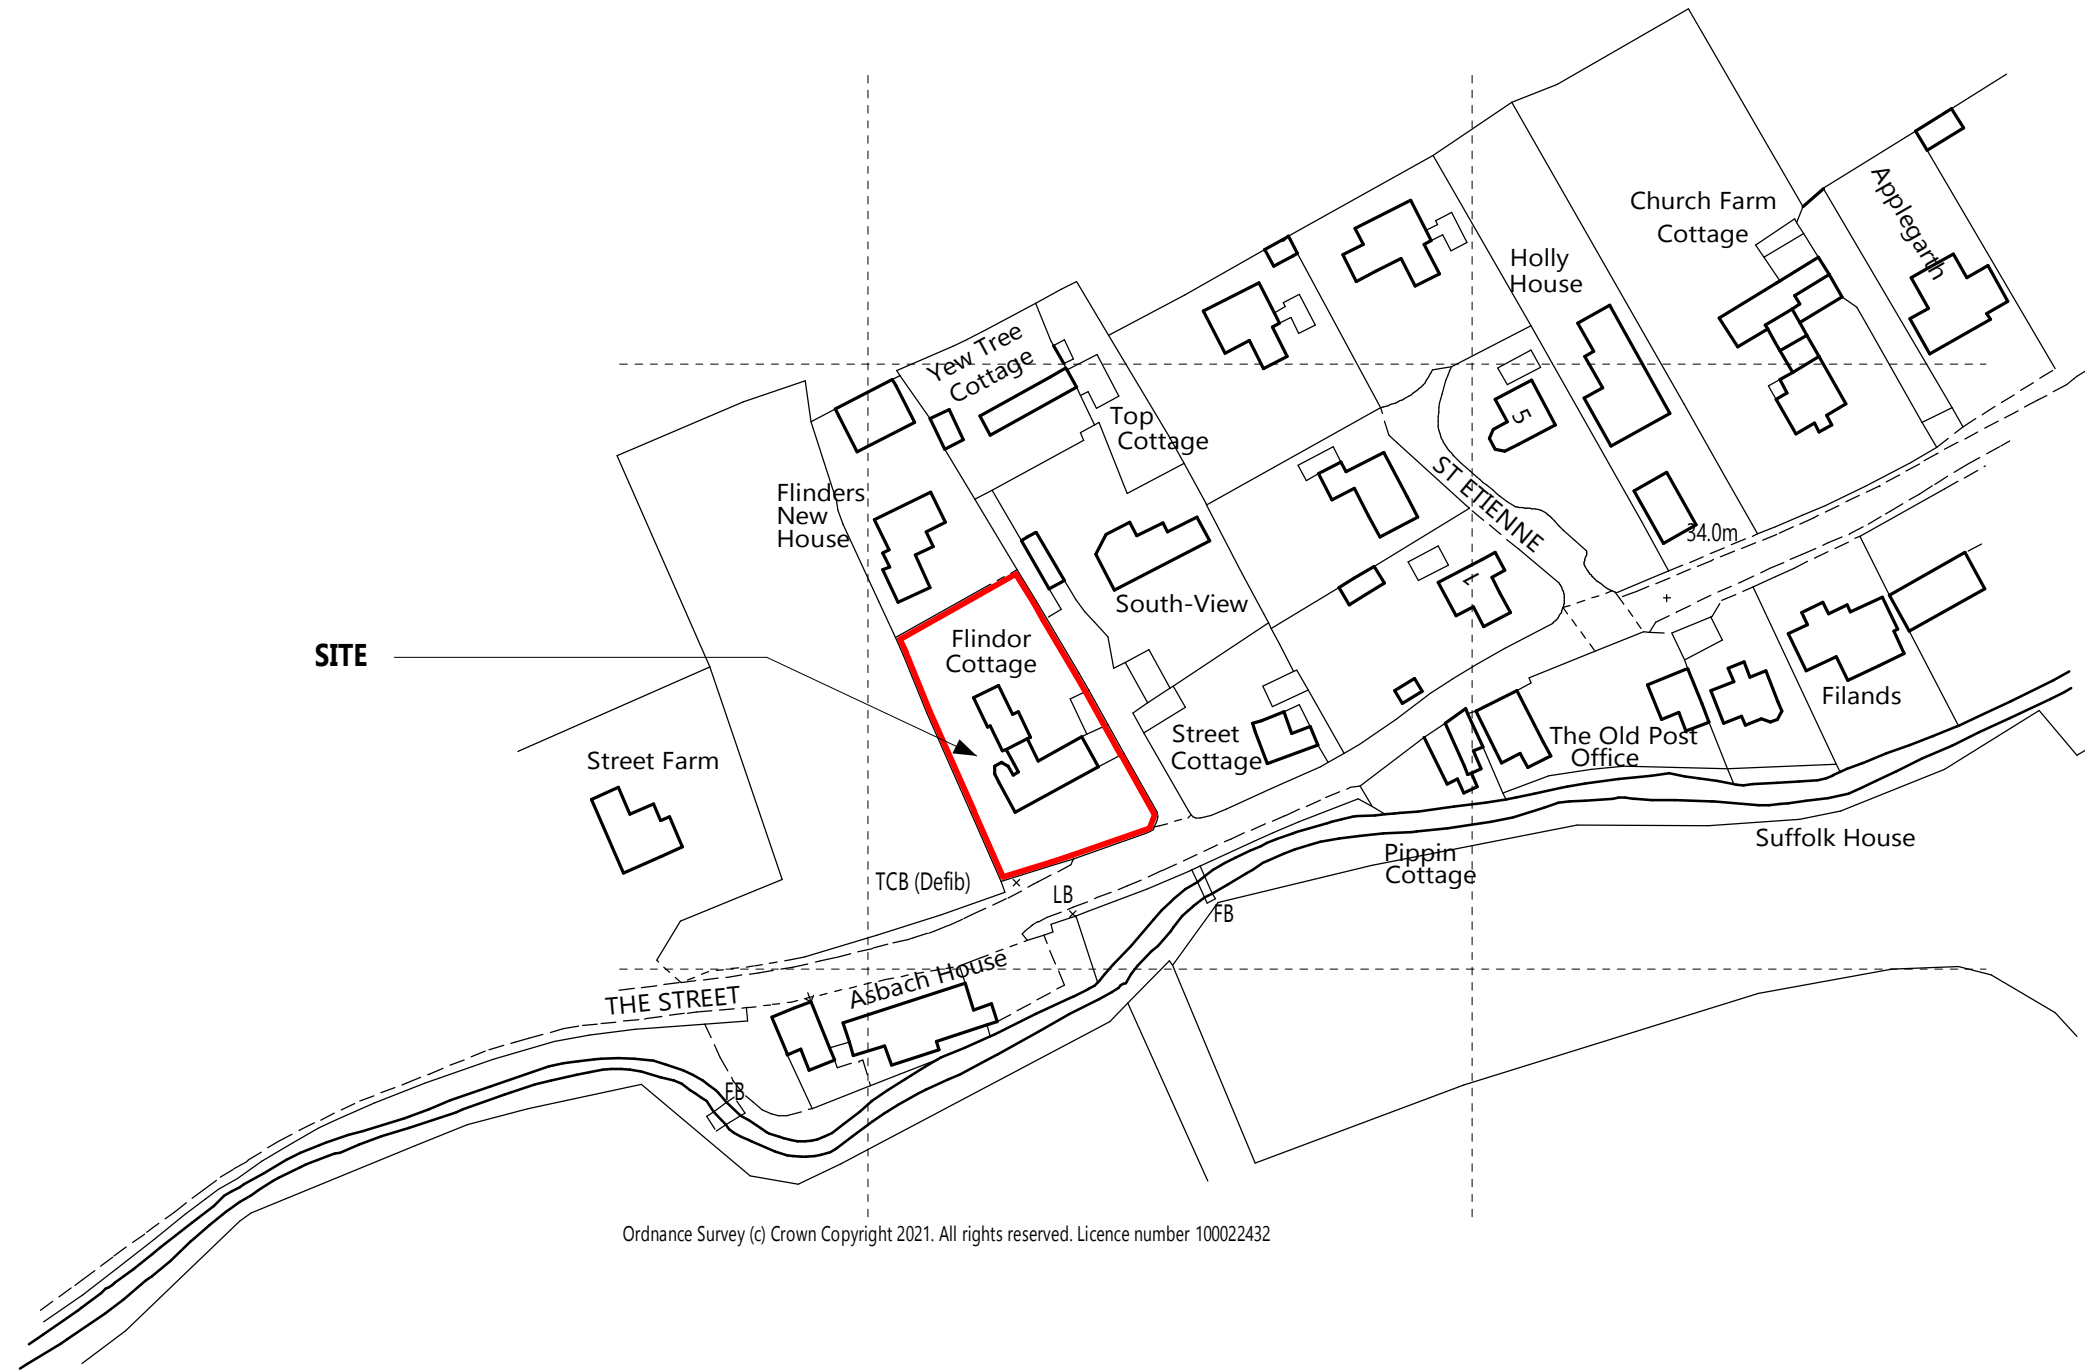 Church Farm
Cottage
Applegarth
Holly
House
Yew Tree
Cottage
Top
Cottage
5
ST ETIENNE
Flinders
New
House
34.0m
1
South-View
Flindor
Cottage
SITE
Filands
Street
Cottage
The Old Post
Office
Street Farm
Suffolk House
Pippin
Cottage
TCB (Defib)
LB
FB
Asbach House
THE STREET
FB
Ordnance Survey (c) Crown Copyright 2021. All rights reserved. Licence number 100022432